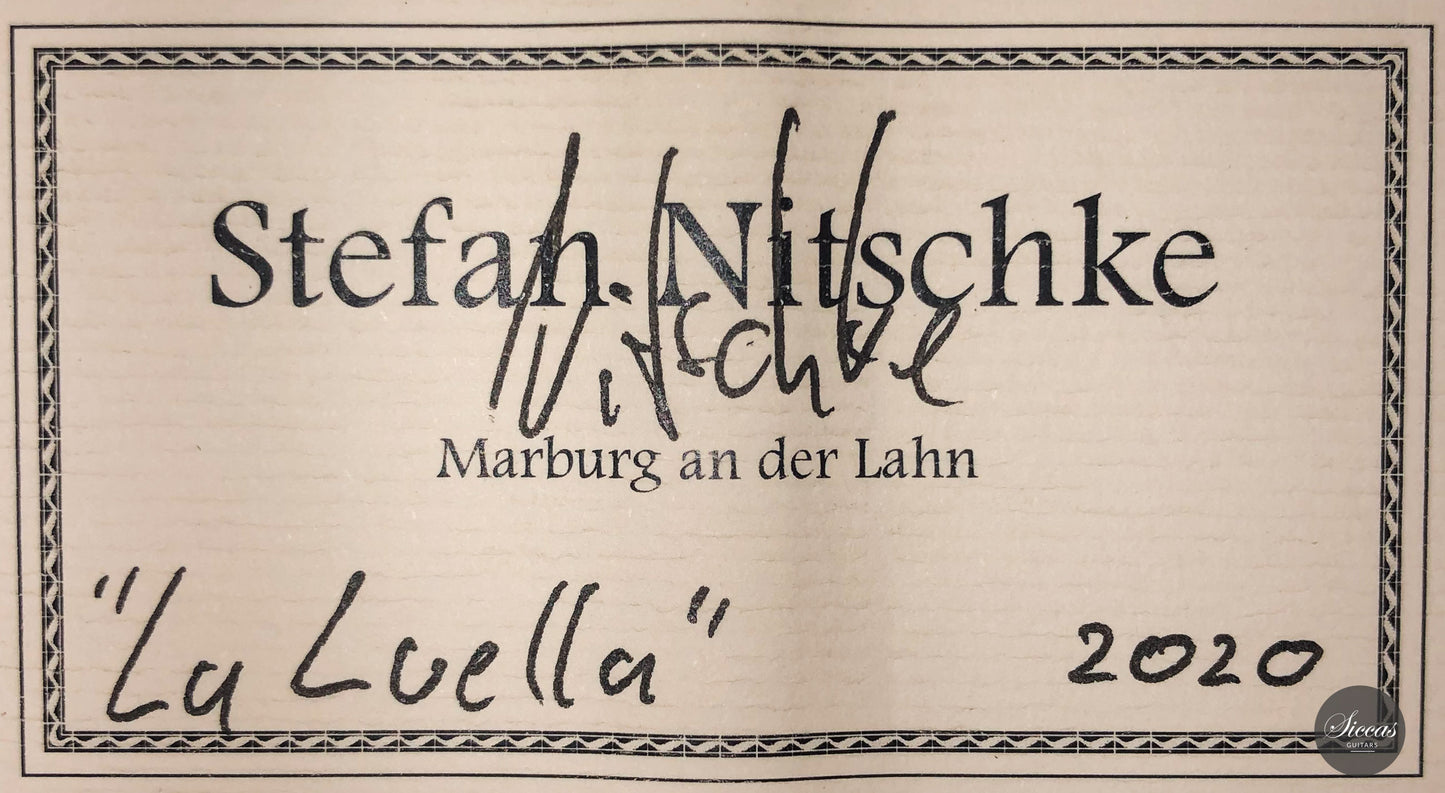 Stefan Nitschke
Nitschke
Marburg an der Lahn
"La Luella"
2020
Siccas
GUITARS